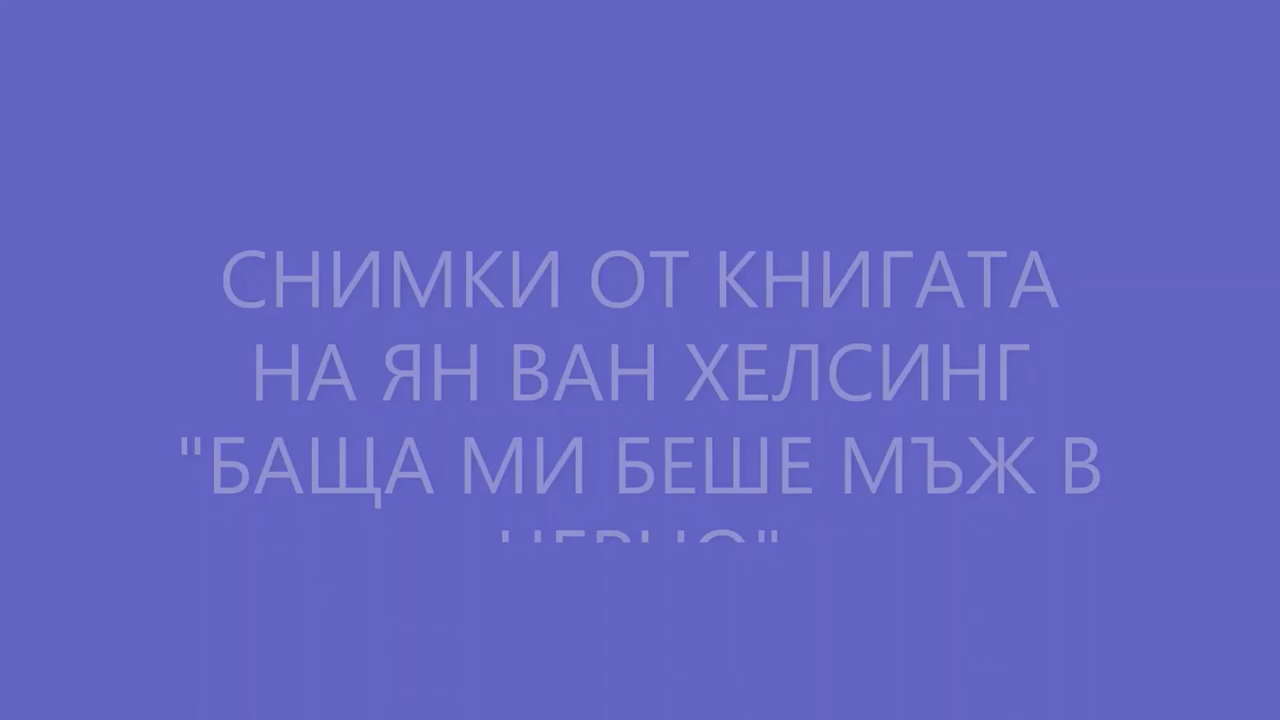 СНИМКИ ОТ КНИГАТА
НА ЯН ВАН ХЕЛСИНГ
"БАЩА МИ БЕШЕ МЪЖ В